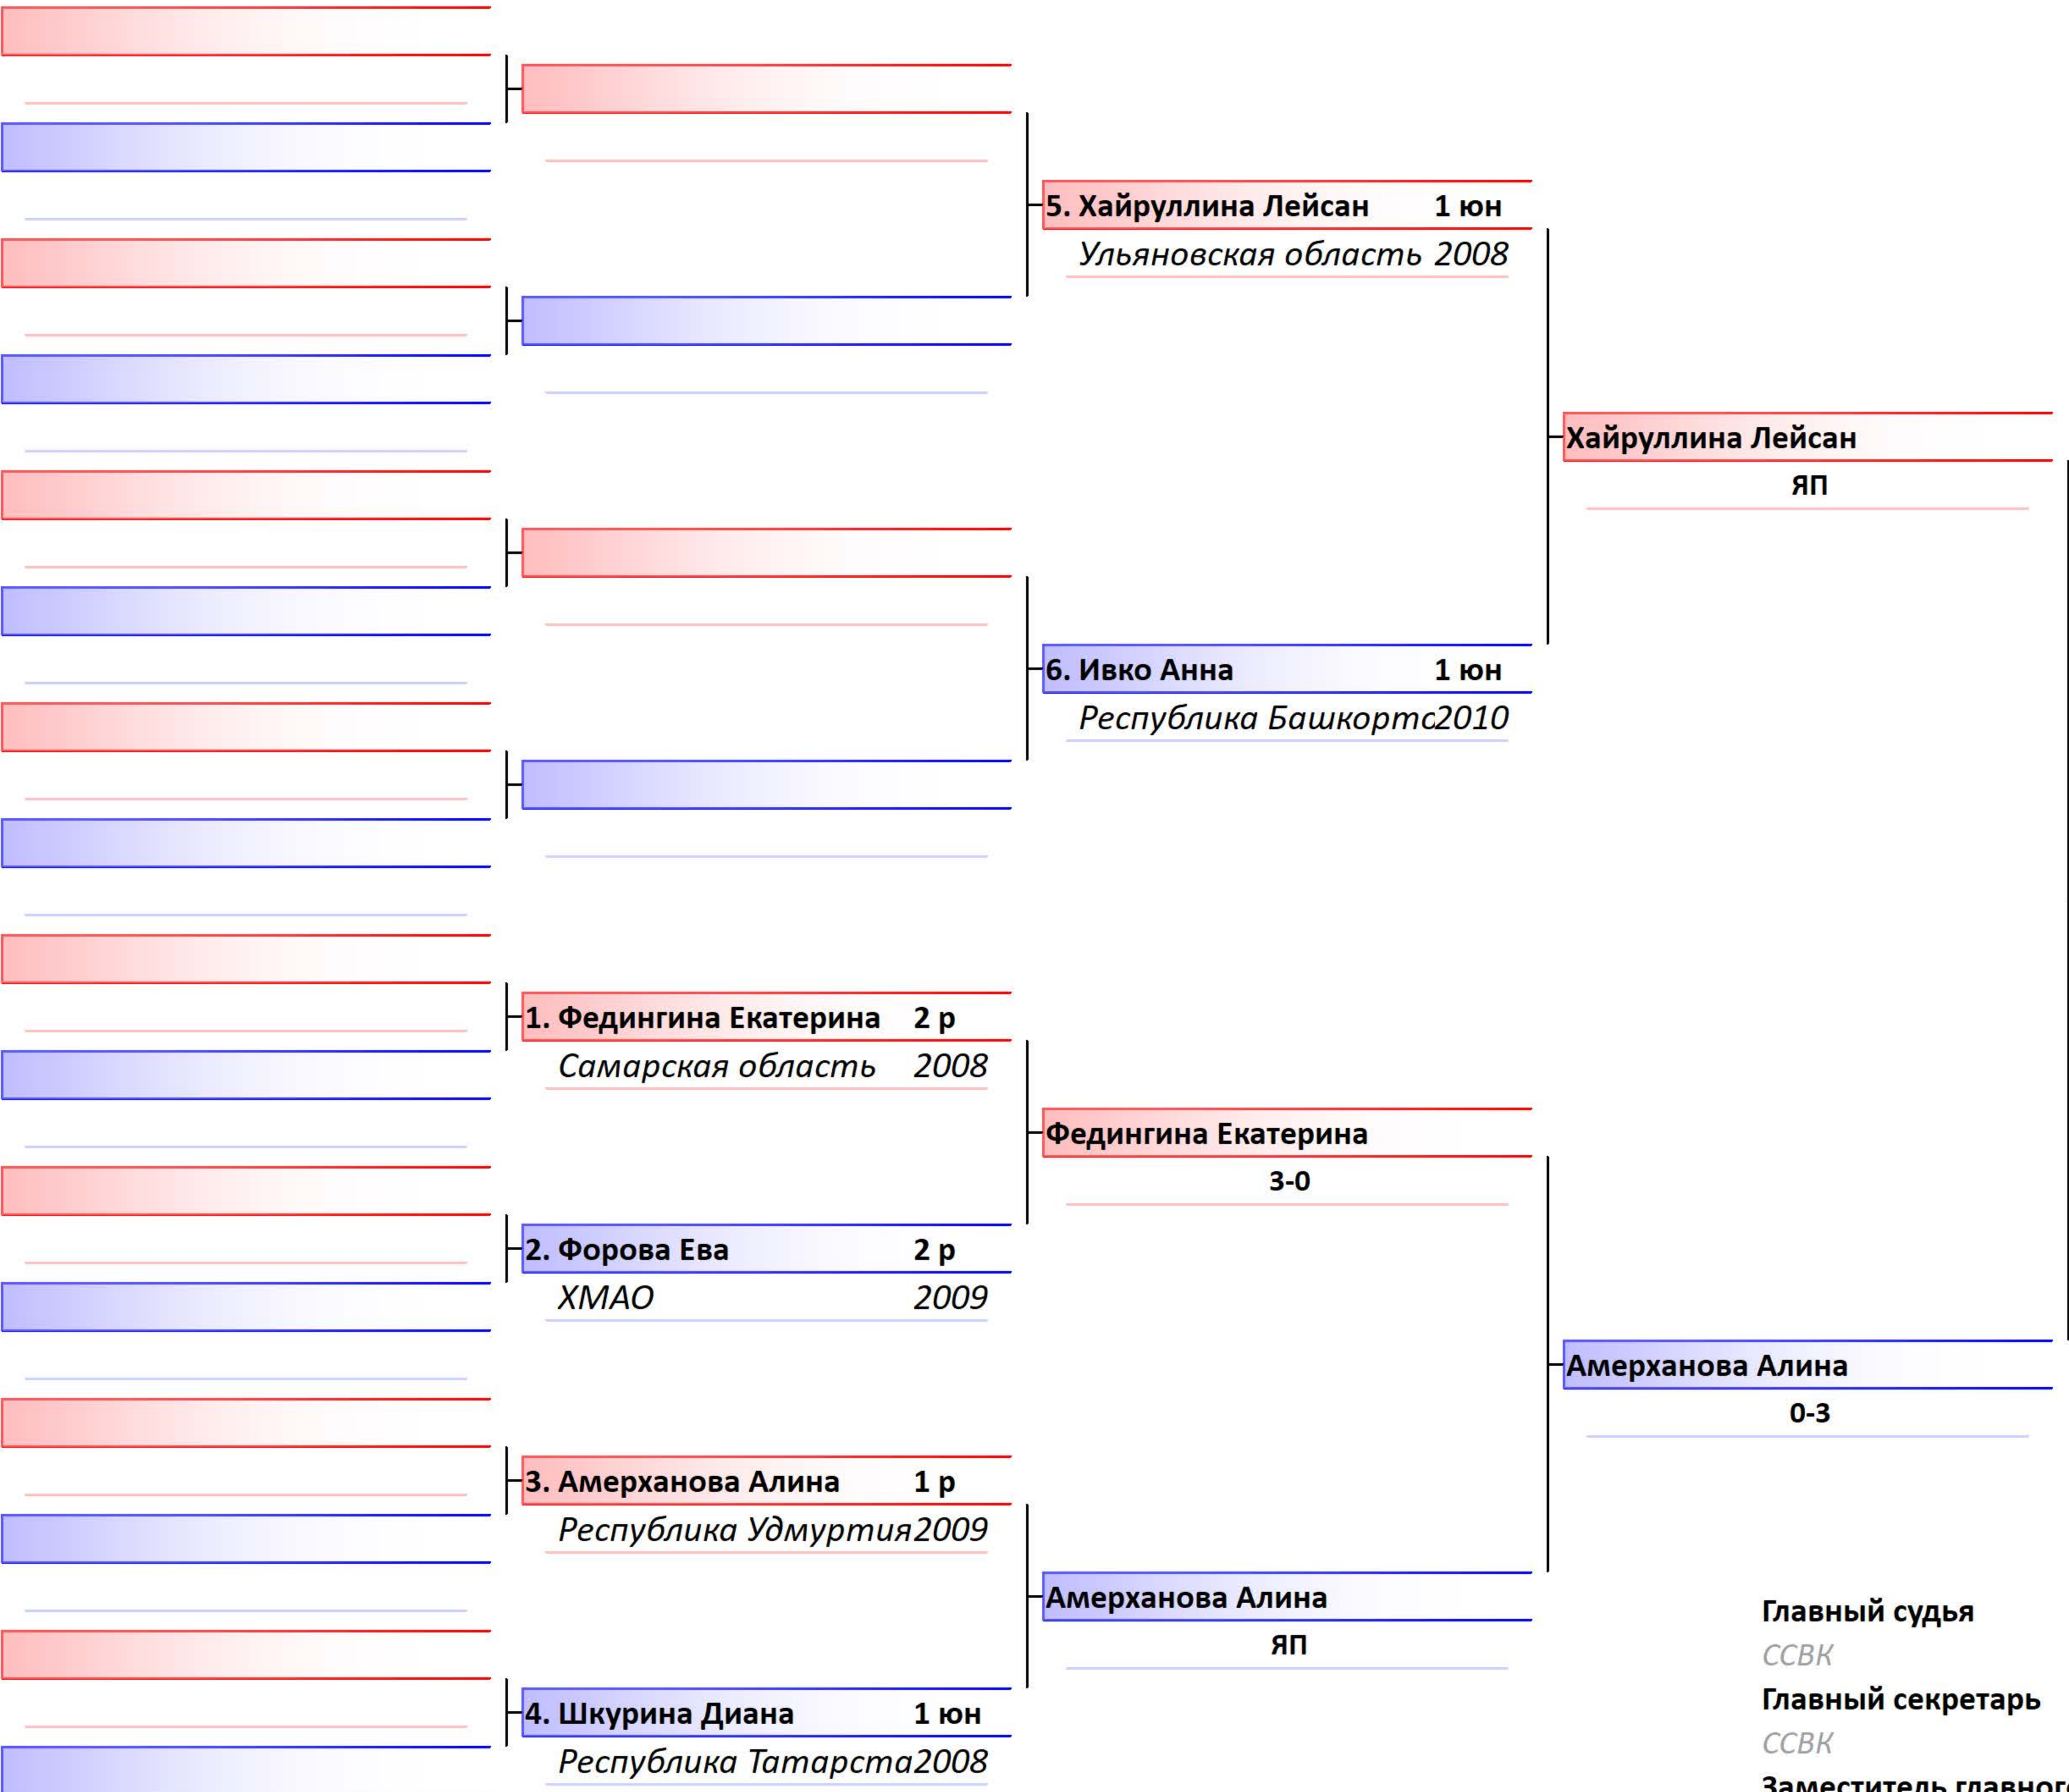 5. Хайруллина Лейсан 1 юн
Ульяновская область 2008
Хайруллина Лейсан
ЯП
6. Ивко Анна 1 юн
Республика Башкорто2010
1. Федингина Екатерина 2 р
Самарская область 2008
Федингина Екатерина
3-0
2. Форова Ева 2 р
ХМАО 2009
Амерханова Алина
0-3
3. Амерханова Алина 1 р
Республика Удмуртия2009
Амерханова Алина
ЯП
4. Шкурина Диана 1 юн
Республика Татарста2008
Главный судья
ССВК
Главный секретарь
ССВК
Заместитель главного